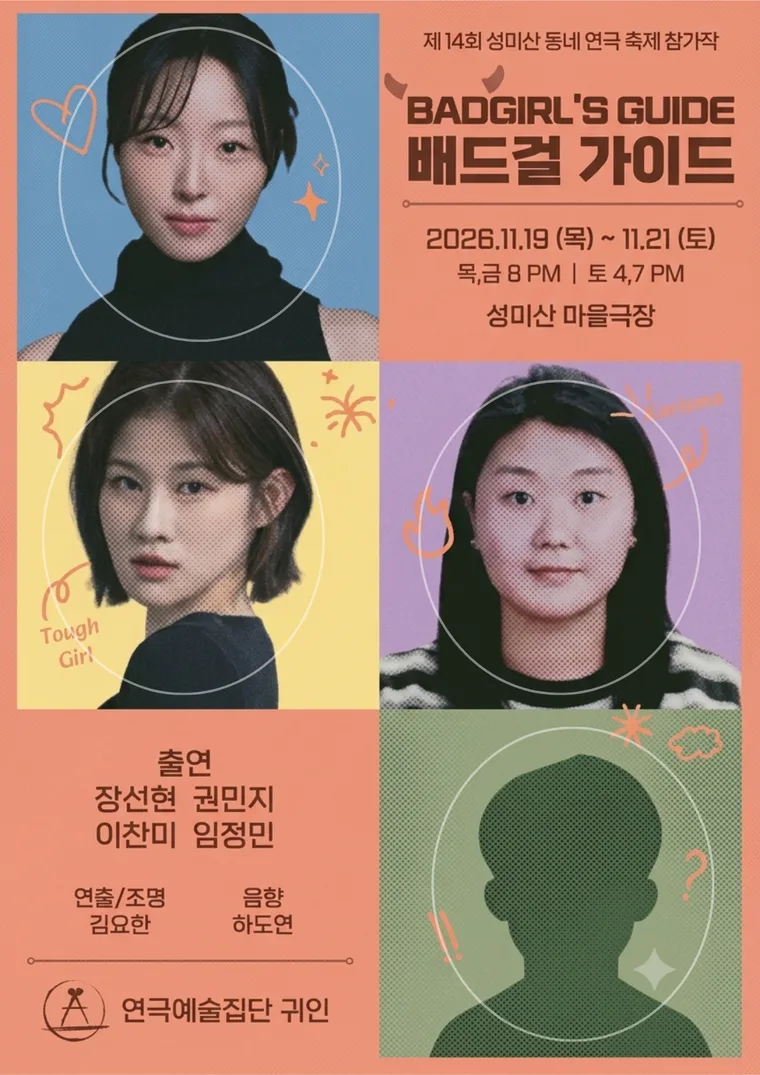 제 14회 성미산 동네 연극 축제 참가작
BADGIRL'S GUIDE
배드걸 가이드
2026.11.19 (목) ~ 11.21 (토)
목,금 8 PM | 토 4,7 PM
성미산 마을극장
Tough
Girl
출연
장선현 권민지
이찬미 임정민
연출/조명 음향
김요한 하도연
연극예술집단 귀인